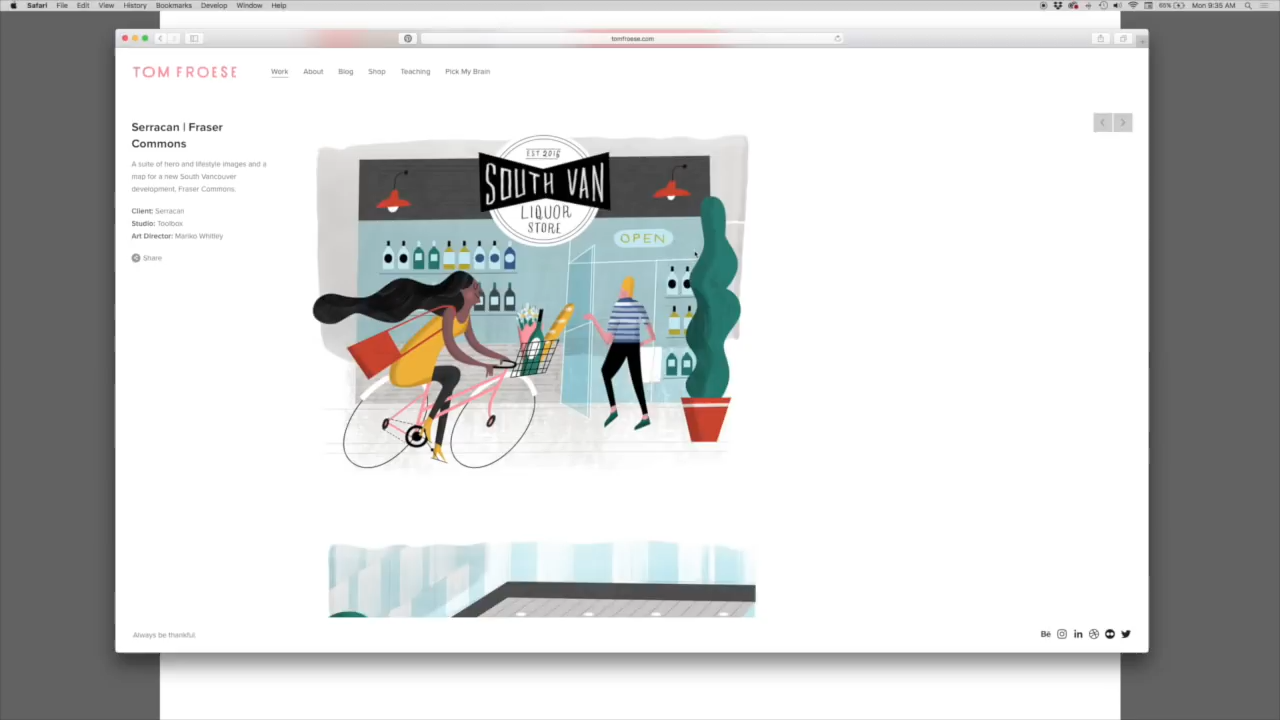 Safari File Edit View History Bookmarks Develop Window Help
65% Mon 9:35 AM
tomfroese.com
TOM FROESE
Work About Blog Shop Teaching Pick My Brain
Serracan | Fraser
Commons
A suite of hero and lifestyle images and a
map for a new South Vancouver
development, Fraser Commons.
Client: Serracan
Studio: Toolbox
Art Director: Mariko Whitley
Share
EST 2016
SOUTH VAN
LIQUOR
STORE
OPEN
Always be thankful.
Bē